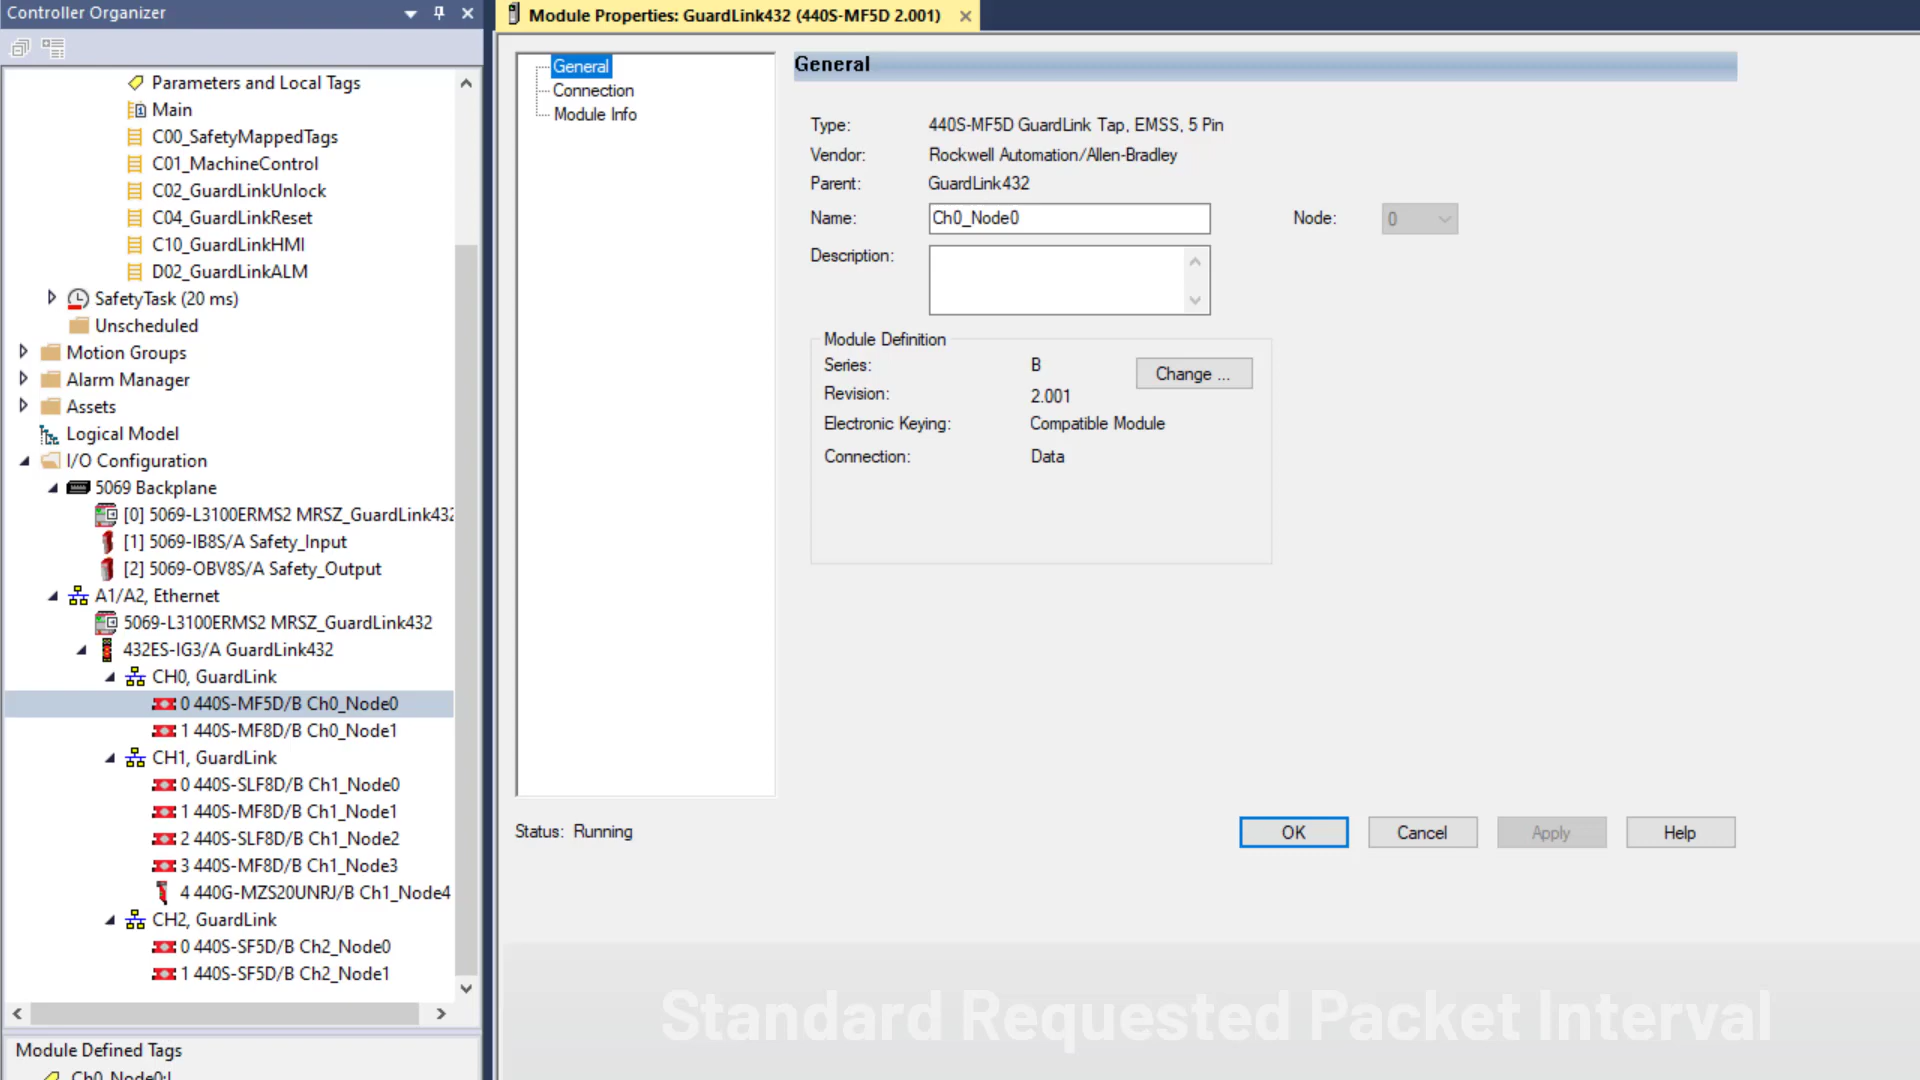 Controller Organizer
Parameters and Local Tags
Main
C00_SafetyMappedTags
C01_MachineControl
C02_GuardLinkUnlock
C04_GuardLinkReset
C10_GuardLinkHMI
D02_GuardLinkALM
SafetyTask (20 ms)
Unscheduled
Motion Groups
Alarm Manager
Assets
Logical Model
I/O Configuration
5069 Backplane
[0] 5069-L3100ERMS2 MRSZ_GuardLink432
[1] 5069-IB8S/A Safety_Input
[2] 5069-OBV8S/A Safety_Output
A1/A2, Ethernet
5069-L3100ERMS2 MRSZ_GuardLink432
432ES-IG3/A GuardLink432
CH0, GuardLink
0 440S-MF5D/B Ch0_Node0
1 440S-MF8D/B Ch0_Node1
CH1, GuardLink
0 440S-SLF8D/B Ch1_Node0
1 440S-MF8D/B Ch1_Node1
2 440S-SLF8D/B Ch1_Node2
3 440S-MF8D/B Ch1_Node3
4 440G-MZS20UNRJ/B Ch1_Node4
CH2, GuardLink
0 440S-SF5D/B Ch2_Node0
1 440S-SF5D/B Ch2_Node1
Module Defined Tags
Ch0_Node0:I
Module Properties: GuardLink432 (440S-MF5D 2.001)
General
Connection
Module Info
General
Type: 440S-MF5D GuardLink Tap, EMSS, 5 Pin
Vendor: Rockwell Automation/Allen-Bradley
Parent: GuardLink432
Name: Ch0_Node0 Node: 0
Description:
Module Definition
Series: B Change ...
Revision: 2.001
Electronic Keying: Compatible Module
Connection: Data
Status: Running
OK Cancel Apply Help
Standard Requested Packet Interval